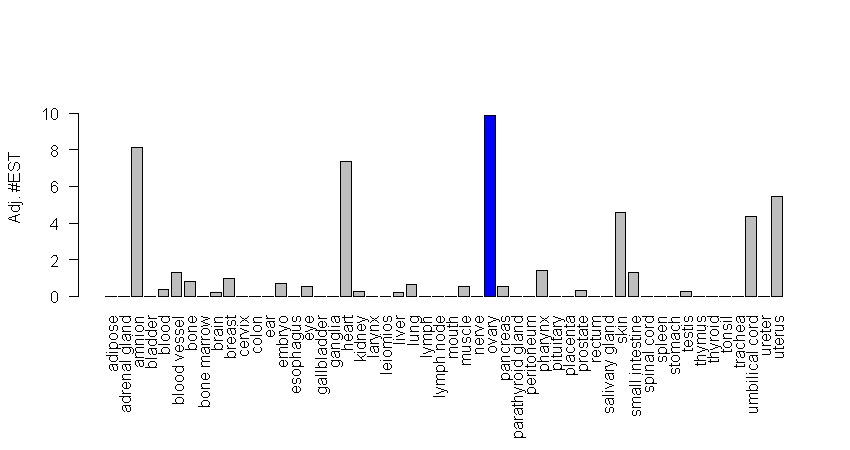 Adj. #EST
10
8
6
4
2
0
adipose
adrenal gland
amnion
bladder
blood
blood vessel
bone
bone marrow
brain
breast
cervix
colon
ear
embryo
esophagus
eye
gallbladder
ganglia
heart
kidney
larynx
leiomios
liver
lung
lymph
lymph node
mouth
muscle
nerve
ovary
pancreas
parathyroid gland
peritoneum
pharynx
pituitary
placenta
prostate
rectum
salivary gland
skin
small intestine
spinal cord
spleen
stomach
testis
thymus
thyroid
tonsil
trachea
umbilical cord
ureter
uterus